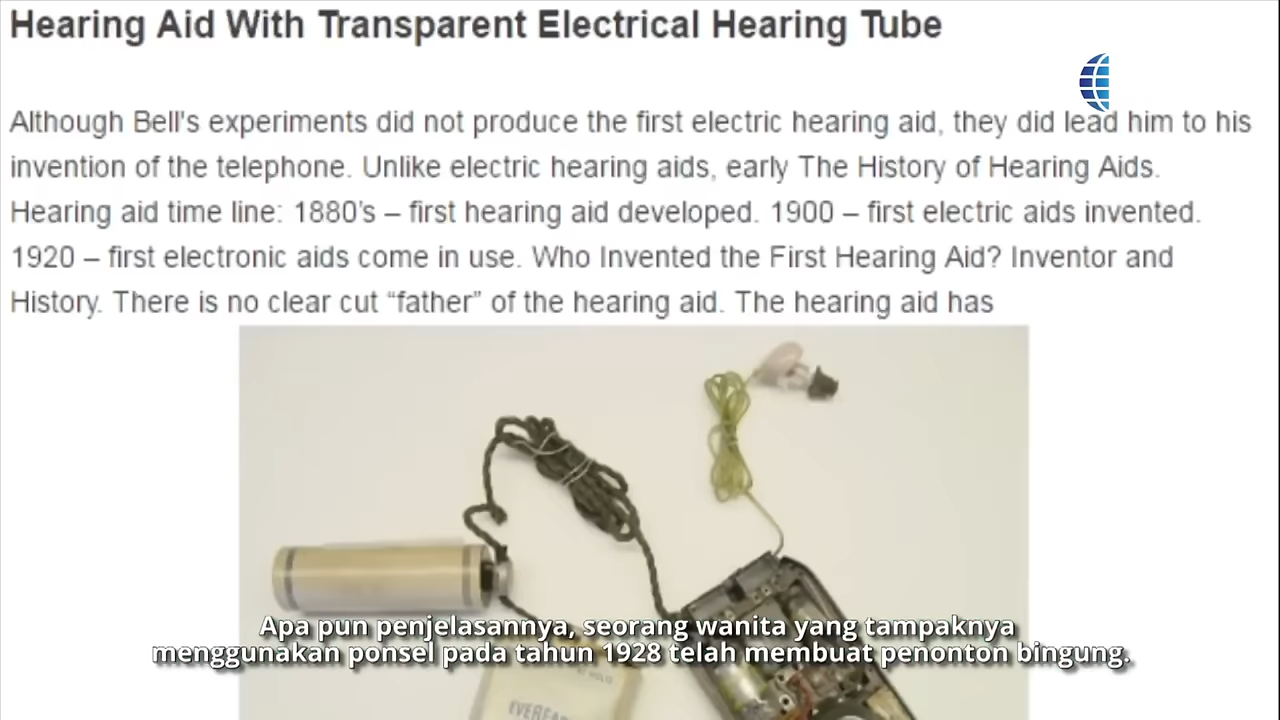 Hearing Aid With Transparent Electrical Hearing Tube
Although Bell's experiments did not produce the first electric hearing aid, they did lead him to his
invention of the telephone. Unlike electric hearing aids, early The History of Hearing Aids.
Hearing aid time line: 1880's – first hearing aid developed. 1900 – first electric aids invented.
1920 – first electronic aids come in use. Who Invented the First Hearing Aid? Inventor and
History. There is no clear cut “father” of the hearing aid. The hearing aid has
Apa pun penjelasannya, seorang wanita yang tampaknya
menggunakan ponsel pada tahun 1928 telah membuat penonton bingung.